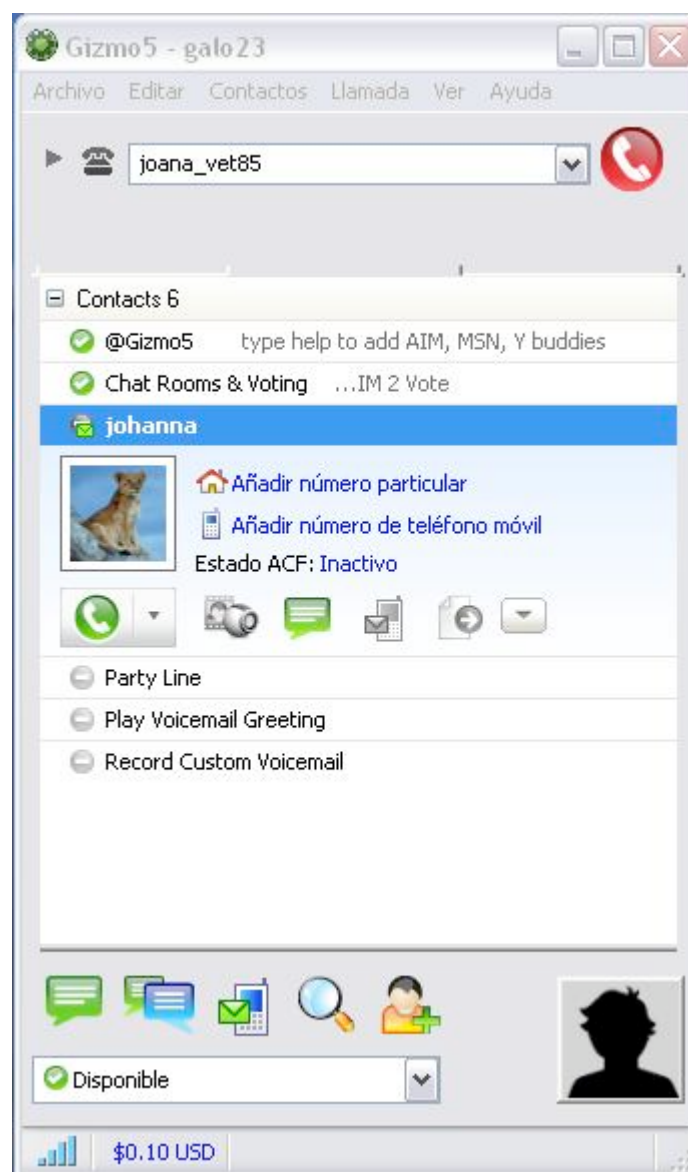 Gizmo5 - galo23
Archivo Editar Contactos Llamada Ver Ayuda
joana_vet85
Contacts 6
@Gizmo5 type help to add AIM, MSN, Y buddies
Chat Rooms & Voting ...IM 2 Vote
johanna
Añadir número particular
Añadir número de teléfono móvil
Estado ACF: Inactivo
Party Line
Play Voicemail Greeting
Record Custom Voicemail
Disponible
$0.10 USD